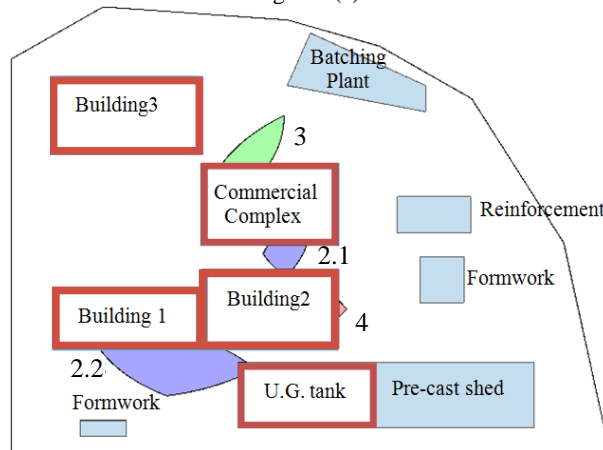 Batching
Plant
Building3
3
Commercial
Complex
Reinforcement
2.1
Formwork
Building 1
Building2
4
2.2
U.G. tank
Pre-cast shed
Formwork